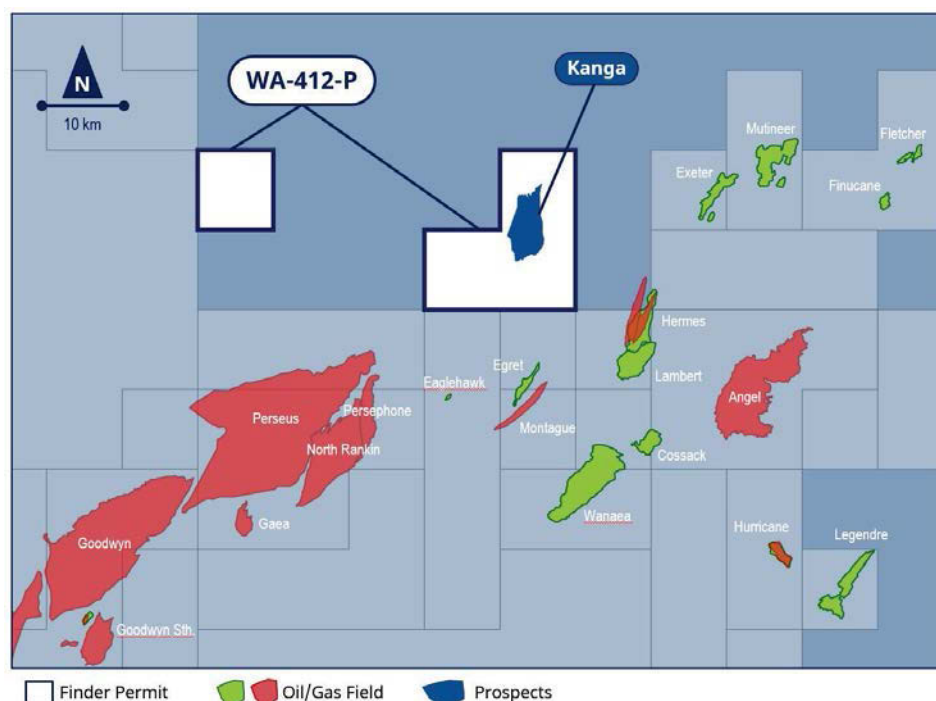 WA-412-P
Kanga
N
10 km
Mutineer
Fletcher
Exeter
Finucane
Hermes
Egret
Eaglehawk
Lambert
Angel
Perseus
Persephone
Montague
North Rankin
Cossack
Wanaea
Gaea
Hurricane
Legendre
Goodwyn
Goodwyn Sth.
Finder Permit
Oil/Gas Field
Prospects